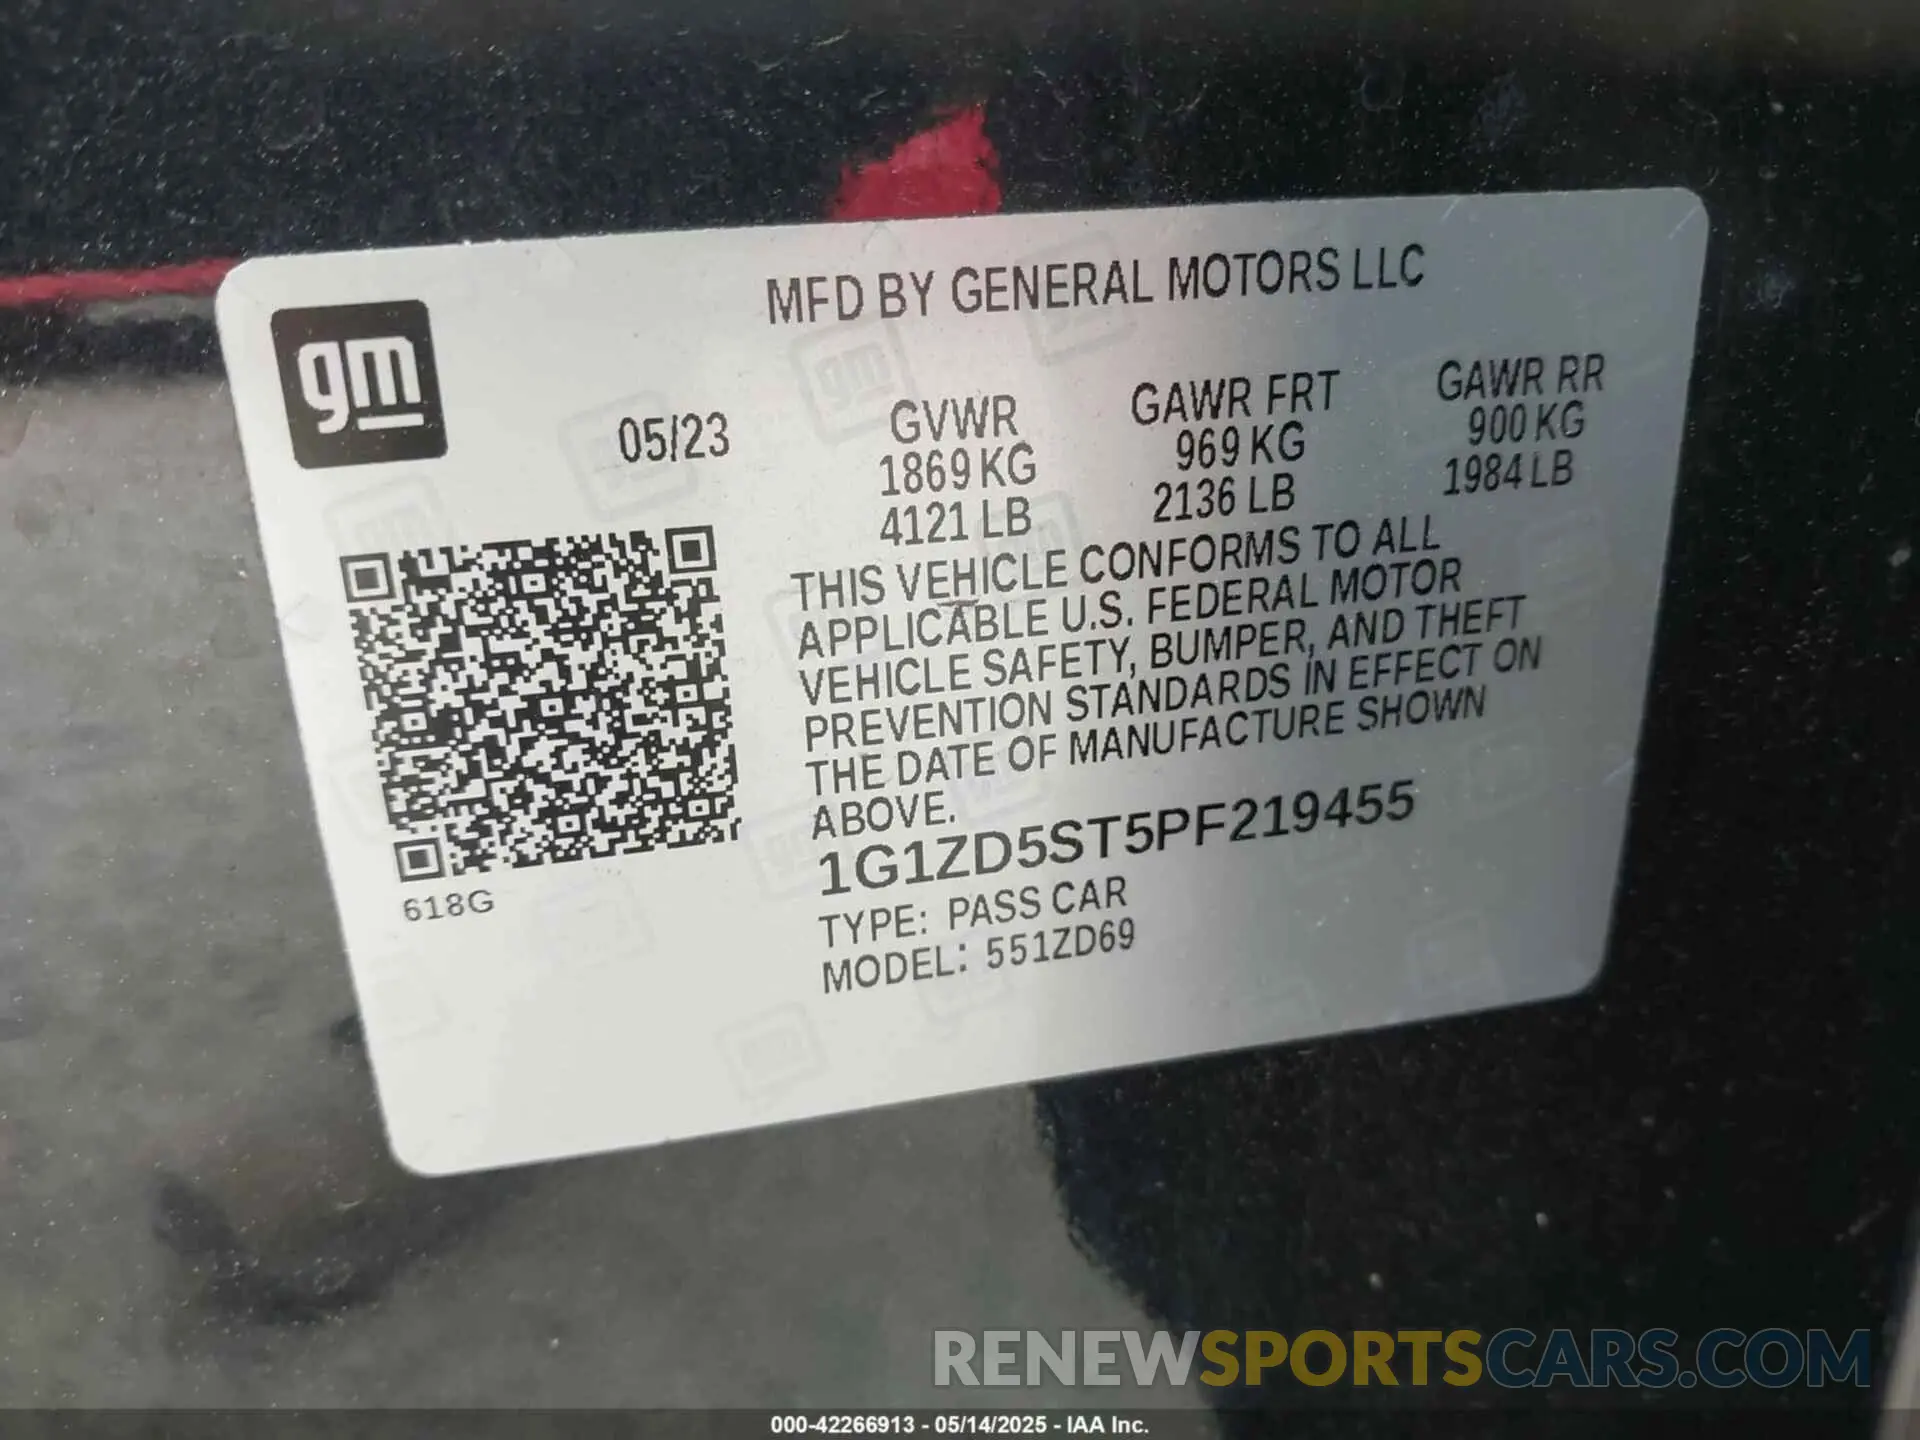 MFD BY GENERAL MOTORS LLC
gm
05/23
GVWR
1869 KG
4121 LB
GAWR FRT
969 KG
2136 LB
GAWR RR
900 KG
1984 LB
THIS VEHICLE CONFORMS TO ALL
APPLICABLE U.S. FEDERAL MOTOR
VEHICLE SAFETY, BUMPER, AND THEFT
PREVENTION STANDARDS IN EFFECT ON
THE DATE OF MANUFACTURE SHOWN
ABOVE.
1G1ZD5ST5PF219455
TYPE: PASS CAR
MODEL: 551ZD69
618G
RENEWSPORTSCARS.COM
000-42266913 - 05/14/2025 - IAA Inc.